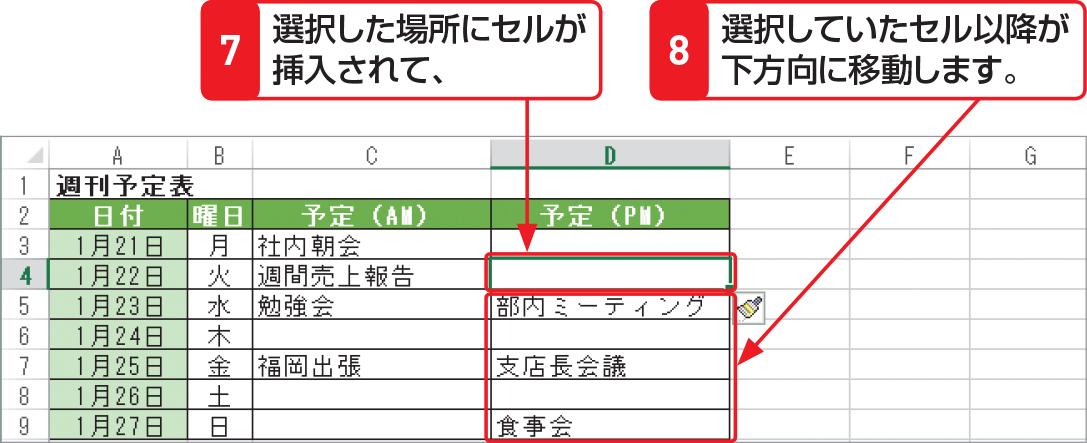 7 選択した場所にセルが
挿入されて、
8 選択していたセル以降が
下方向に移動します。
A B C D E F G
1 週刊予定表
2 日付 曜日 予定（AM） 予定（PM）
3 1月21日 月 社内朝会
4 1月22日 火 週間売上報告
5 1月23日 水 勉強会 部内ミーティング
6 1月24日 木
7 1月25日 金 福岡出張 支店長会議
8 1月26日 土
9 1月27日 日 食事会